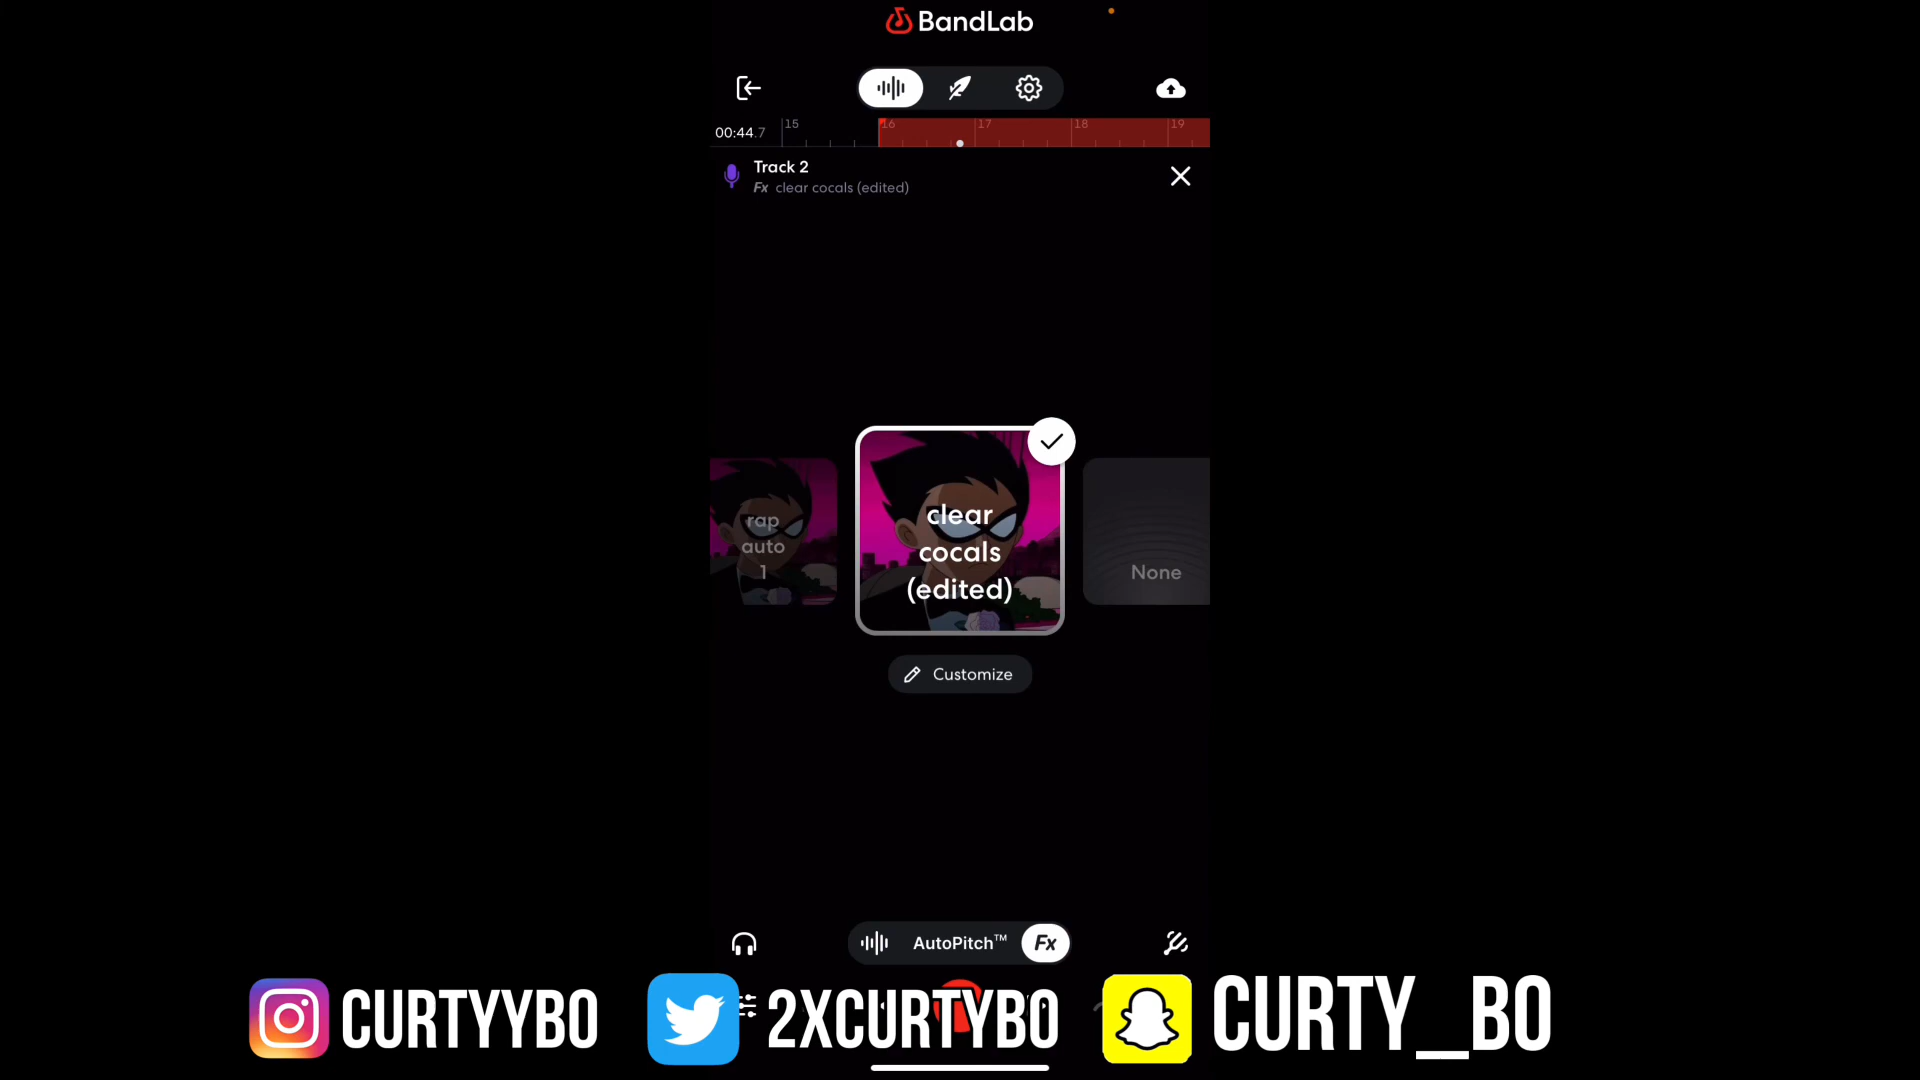 BandLab
00:44.7
15
16
17
18
19
Track 2
Fx clear cocals (edited)
rap
auto
1
clear
cocals
(edited)
None
Customize
AutoPitch™
Fx
CURTYYBO
2XCURTYBO
CURTY__BO